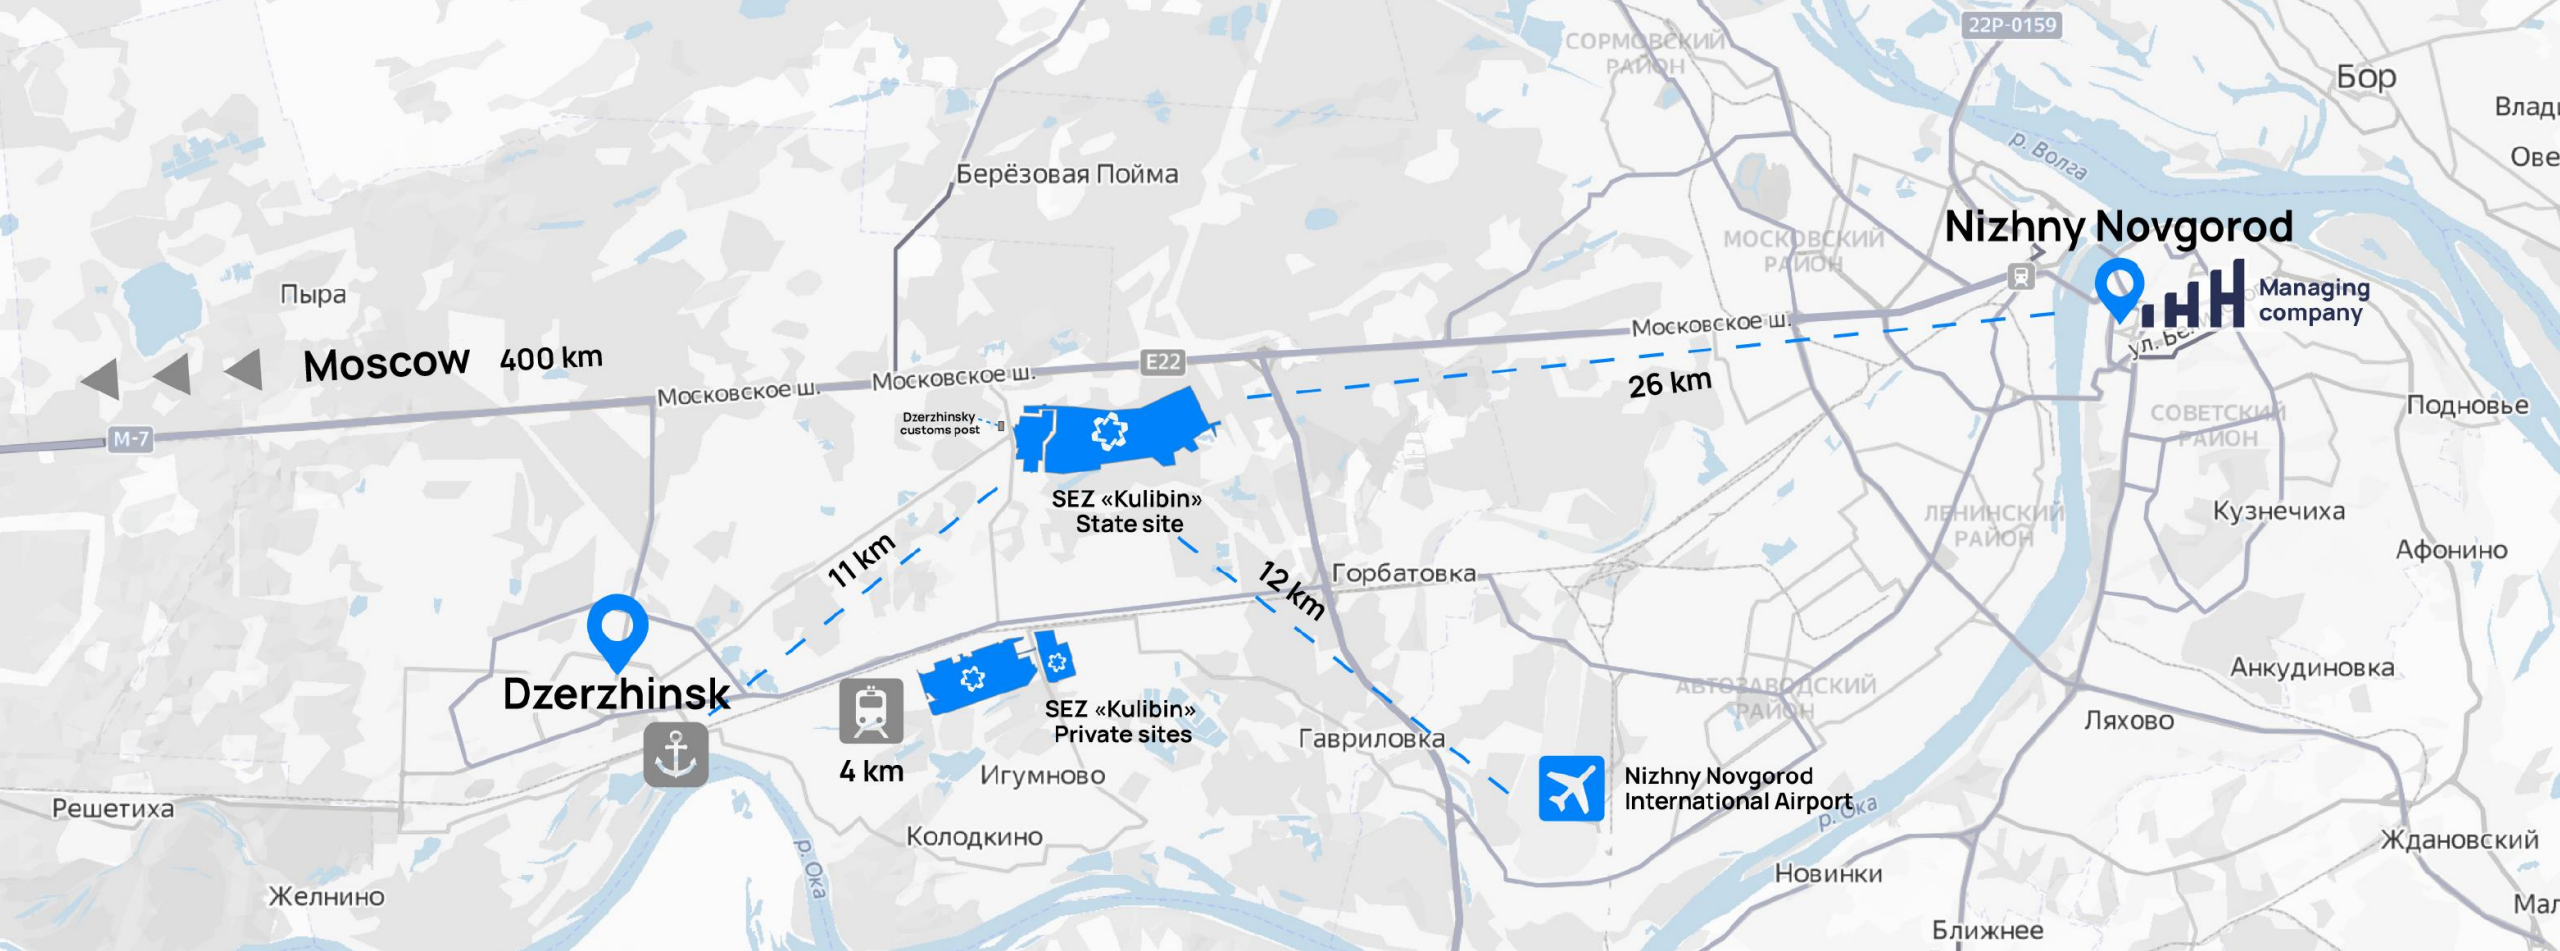 22Р-0159
СОРМОВСКИЙ
РАЙОН
Бор
р. Волга
Берёзовая Пойма
Nizhny Novgorod
МОСКОВСКИЙ
РАЙОН
Managing
company
Пыра
Московское ш.
Moscow 400 km
E22
26 km
Московское ш.
Московское ш.
Подновье
СОВЕТСКИЙ
РАЙОН
Dzerzhinsky
customs post
М-7
SEZ «Kulibin»
State site
ЛЕНИНСКИЙ
РАЙОН
Кузнечиха
Афонино
11 km
12 km
Горбатовка
Dzerzhinsk
Анкудиновка
АВТОЗАВОДСКИЙ
РАЙОН
SEZ «Kulibin»
Private sites
Ляхово
Гавриловка
4 km
Игумново
Nizhny Novgorod
International Airport
р. Ока
Решетиха
Колодкино
Ждановский
р. Ока
Новинки
Желнино
Ближнее